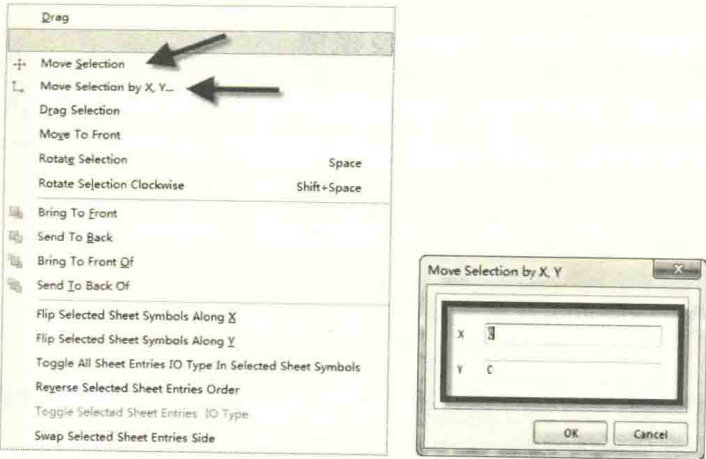 Drag
Move Selection
Move Selection by X, Y...
Drag Selection
Move To Front
Rotate Selection Space
Rotate Selection Clockwise Shift+Space
Bring To Front
Send To Back
Bring To Front Of
Send To Back Of
Flip Selected Sheet Symbols Along X
Flip Selected Sheet Symbols Along Y
Toggle All Sheet Entries IO Type In Selected Sheet Symbols
Reverse Selected Sheet Entries Order
Toggle Selected Sheet Entries IO Type
Swap Selected Sheet Entries Side
Move Selection by X, Y
X
Y
OK Cancel